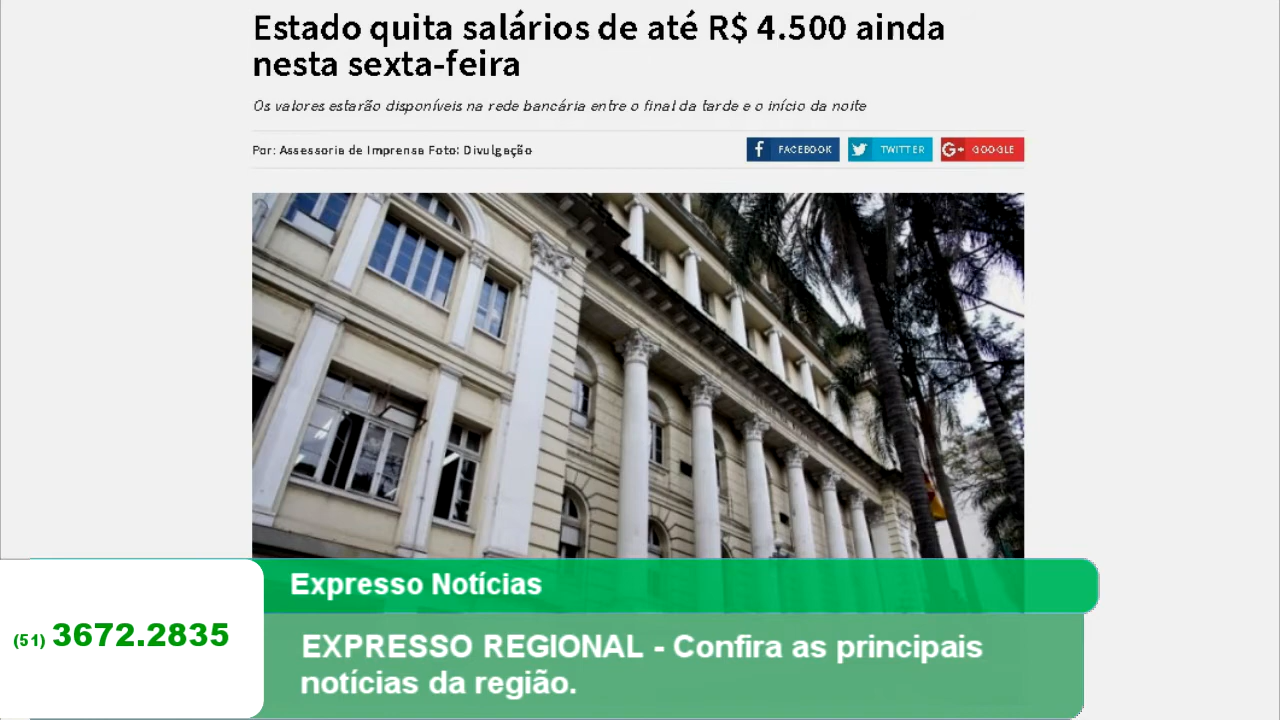 Estado quita salários de até R$ 4.500 ainda
nesta sexta-feira
Os valores estarão disponíveis na rede bancária entre o final da tarde e o início da noite
Por: Assessoria de Imprensa Foto: Divulgação
FACEBOOK TWITTER G+ GOOGLE
Expresso Notícias
(51) 3672.2835
EXPRESSO REGIONAL - Confira as principais
notícias da região.